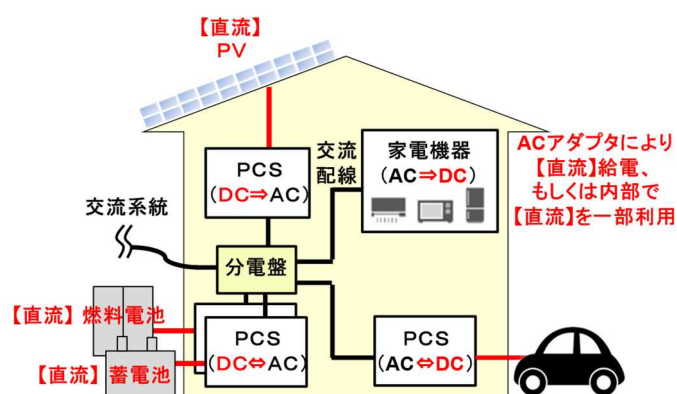 【直流】
PV
PCS
(DC⇒AC)
交流
配線
家電機器
(AC⇒DC)
ACアダプタにより
【直流】給電、
もしくは内部で
【直流】を一部利用
交流系統
分電盤
【直流】燃料電池
【直流】蓄電池
PCS
(DC⇔AC)
PCS
(AC⇔DC)